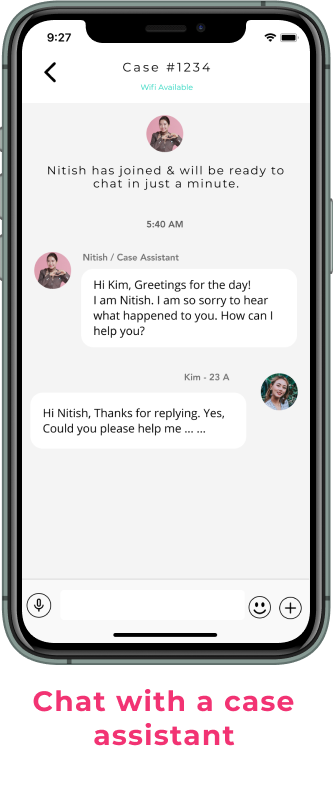 9:27
Case #1234
Wifi Available
Nitish has joined & will be ready to
chat in just a minute.
5:40 AM
Nitish / Case Assistant
Hi Kim, Greetings for the day!
I am Nitish. I am so sorry to hear
what happened to you. How can I
help you?
Kim - 23 A
Hi Nitish, Thanks for replying. Yes,
Could you please help me ... ...
Chat with a case
assistant